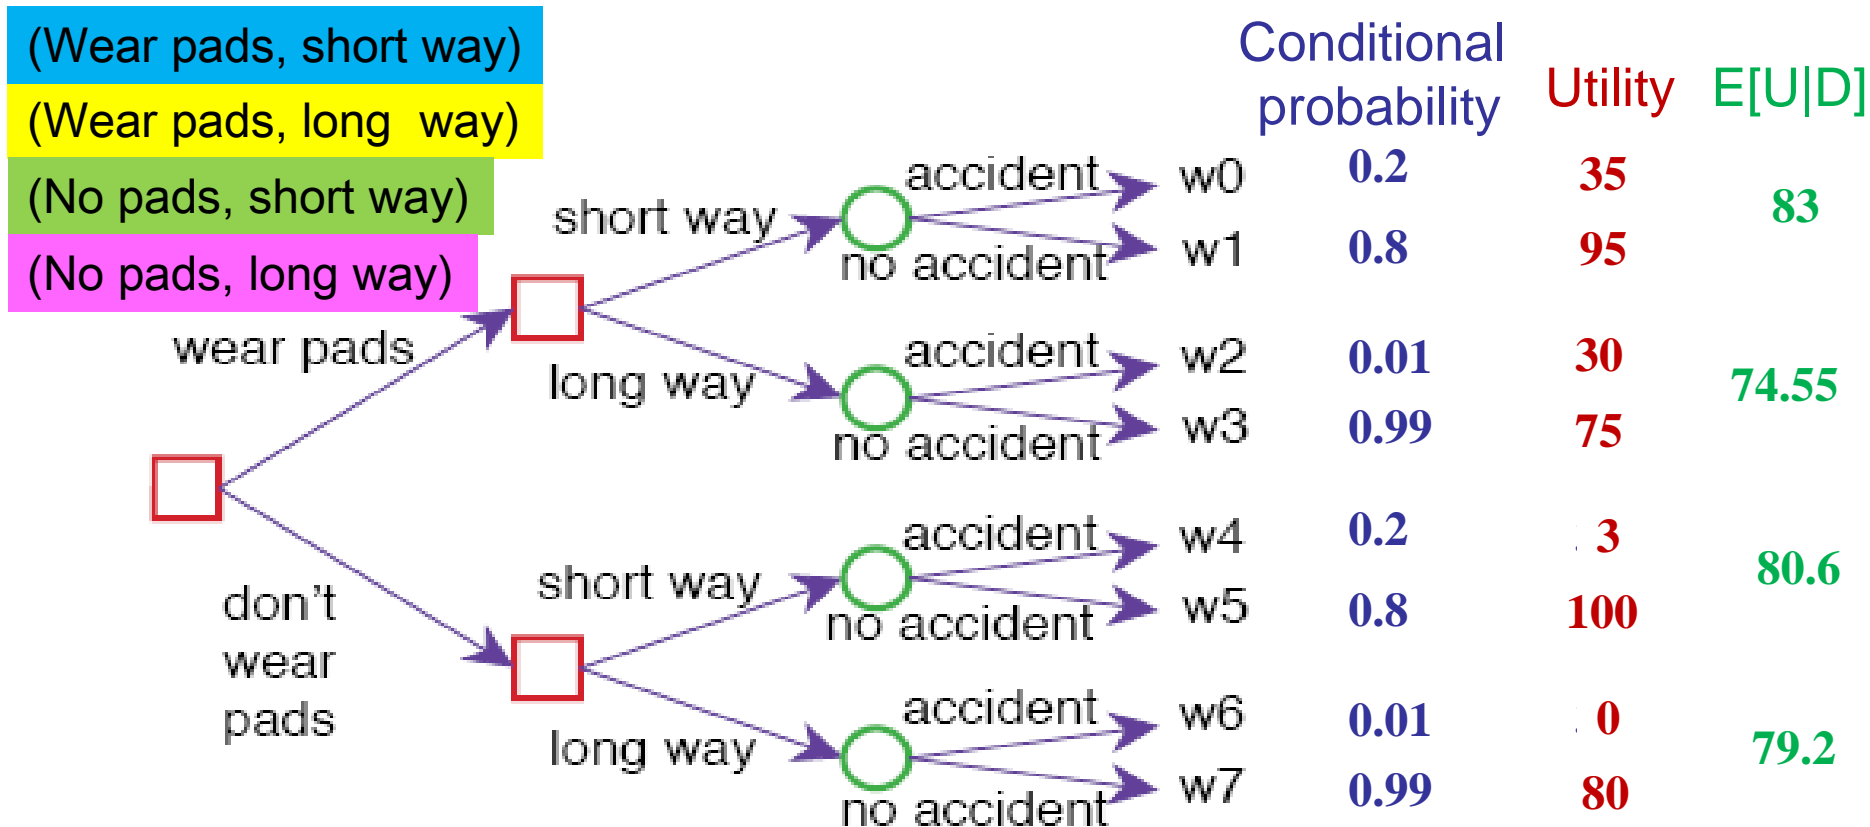 (Wear pads, short way)
(Wear pads, long way)
(No pads, short way)
(No pads, long way)
Conditional
probability
Utility
E[U|D]
wear pads
don't
wear
pads
short way
long way
short way
long way
accident
w0
0.2
35
83
no accident
w1
0.8
95
accident
w2
0.01
30
74.55
no accident
w3
0.99
75
accident
w4
0.2
3
80.6
no accident
w5
0.8
100
accident
w6
0.01
0
79.2
no accident
w7
0.99
80